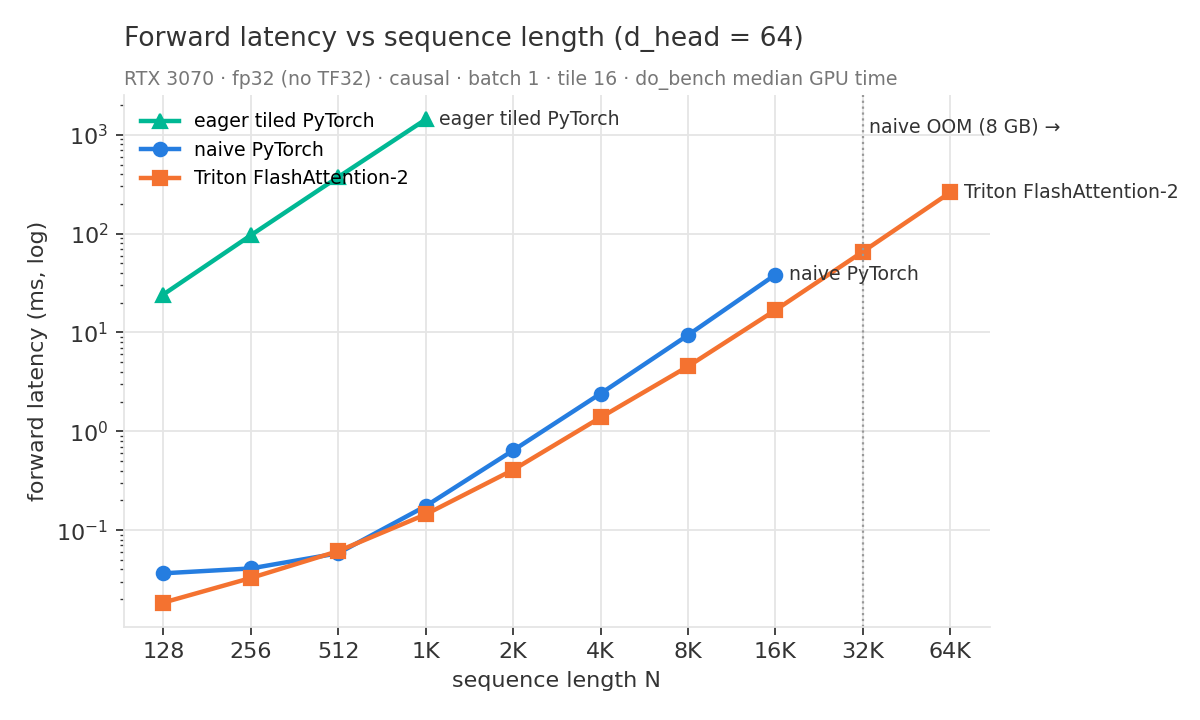 Forward latency vs sequence length (d_head = 64)
RTX 3070 · fp32 (no TF32) · causal · batch 1 · tile 16 · do_bench median GPU time
eager tiled PyTorch
naive PyTorch
Triton FlashAttention-2
eager tiled PyTorch
naive OOM (8 GB) →
Triton FlashAttention-2
naive PyTorch
forward latency (ms, log)
10³
10²
10¹
10⁰
10⁻¹
128 256 512 1K 2K 4K 8K 16K 32K 64K
sequence length N